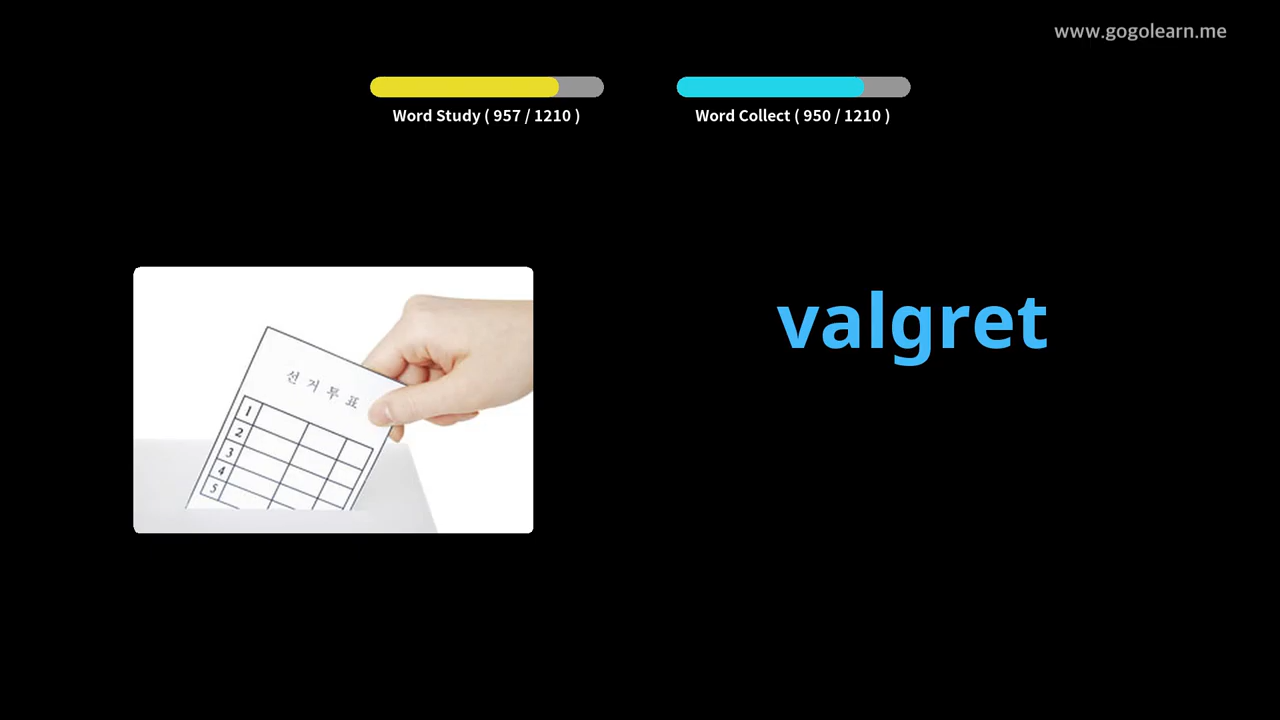 www.gogolearn.me
Word Study ( 957 / 1210 )
Word Collect ( 950 / 1210 )
valgret
선거투표
1
2
3
4
5